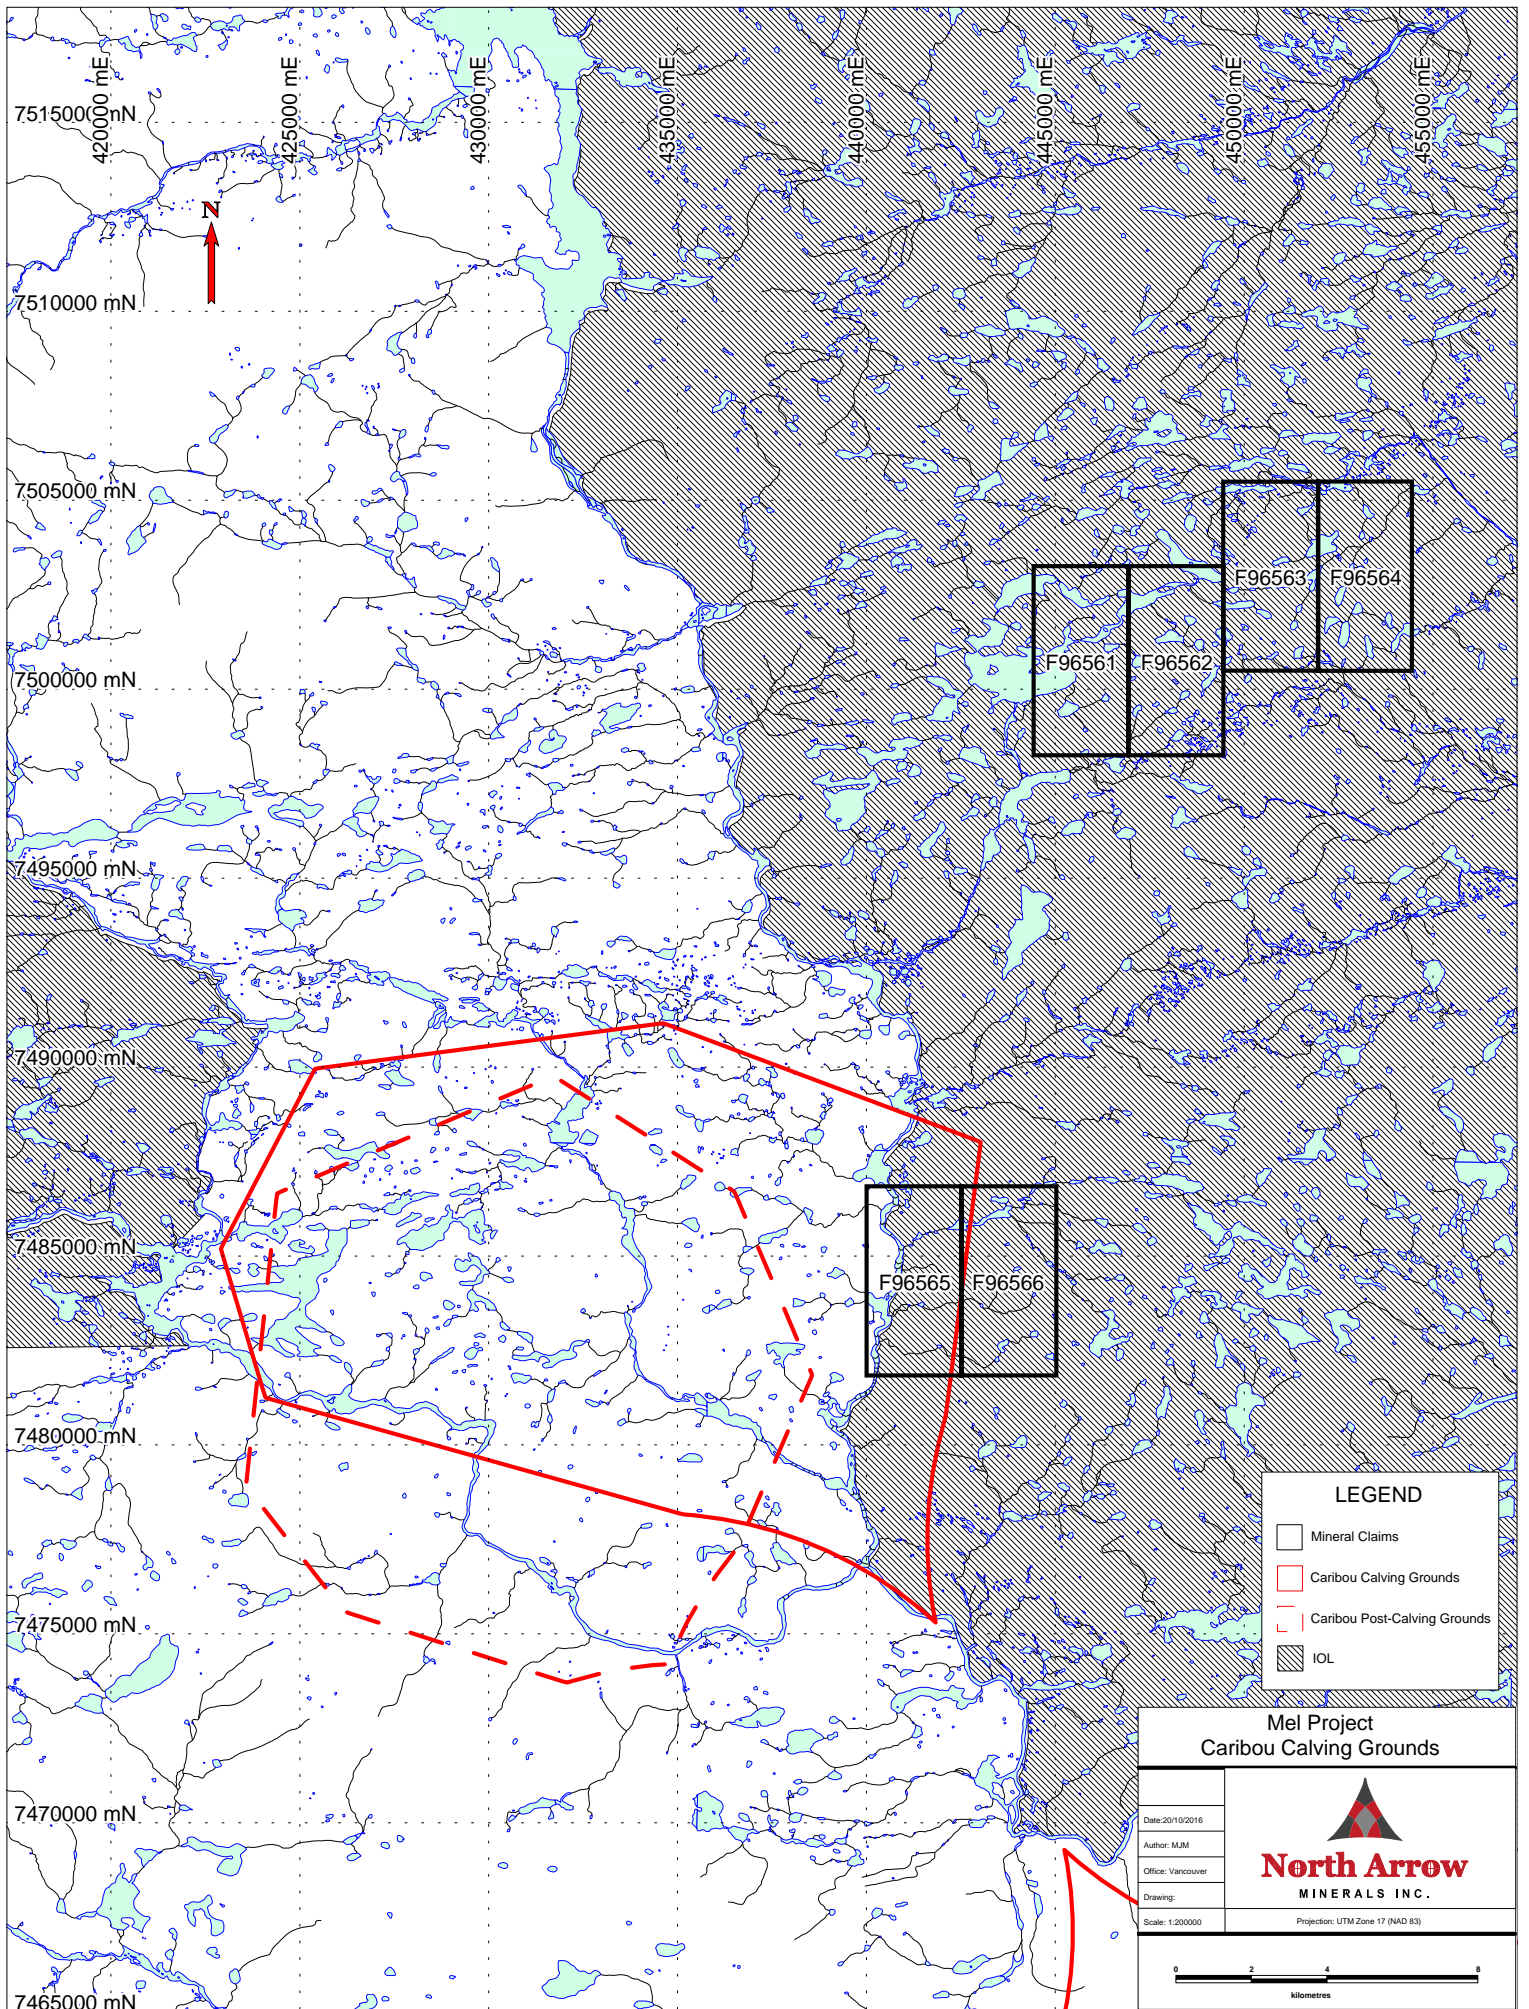 420000 mE
425000 mE
430000 mE
435000 mE
440000 mE
445000 mE
450000 mE
455000 mE
7515000 mN
N
7510000 mN
7505000 mN
F96563
F96564
F96561
F96562
7500000 mN
7495000 mN
7490000 mN
7485000 mN
F96565
F96566
7480000 mN
7475000 mN
7470000 mN
7465000 mN
LEGEND
Mineral Claims
Caribou Calving Grounds
Caribou Post-Calving Grounds
IOL
Mel Project
Caribou Calving Grounds
Date:20/10/2016
Author: MJM
Office: Vancouver
Drawing:
Scale: 1:200000
North Arrow
MINERALS INC.
Projection: UTM Zone 17 (NAD 83)
0 2 4 8
kilometres